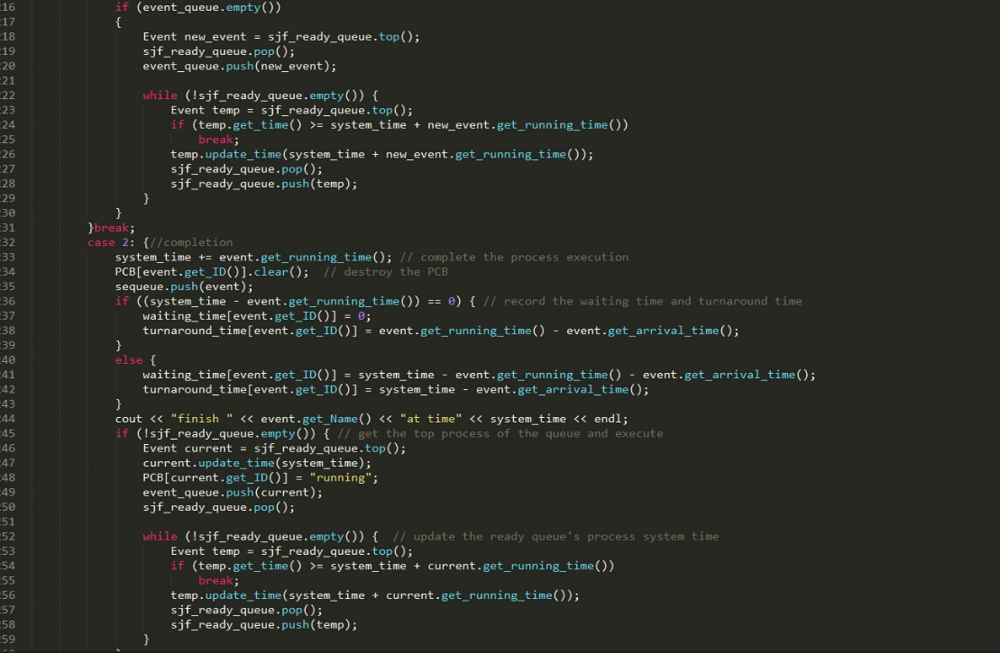 16 if (event_queue.empty())
17 {
18 Event new_event = sjf_ready_queue.top();
19 sjf_ready_queue.pop();
20 event_queue.push(new_event);
21
22 while (!sjf_ready_queue.empty()) {
23 Event temp = sjf_ready_queue.top();
24 if (temp.get_time() >= system_time + new_event.get_running_time())
25 break;
26 temp.update_time(system_time + new_event.get_running_time());
27 sjf_ready_queue.pop();
28 sjf_ready_queue.push(temp);
29 }
30 }
31 }break;
32 case 2: {//completion
33 system_time += event.get_running_time(); // complete the process execution
34 PCB[event.get_ID()].clear();  // destroy the PCB
35 sequeue.push(event);
36 if ((system_time - event.get_running_time()) == 0) { // record the waiting time and turnaround time
37 waiting_time[event.get_ID()] = 0;
38 turnaround_time[event.get_ID()] = event.get_running_time() - event.get_arrival_time();
39 }
40 else {
41 waiting_time[event.get_ID()] = system_time - event.get_running_time() - event.get_arrival_time();
42 turnaround_time[event.get_ID()] = system_time - event.get_arrival_time();
43 }
44 cout << "finish " << event.get_Name() << "at time" << system_time << endl;
45 if (!sjf_ready_queue.empty()) { // get the top process of the queue and execute
46 Event current = sjf_ready_queue.top();
47 current.update_time(system_time);
48 PCB[current.get_ID()] = "running";
49 event_queue.push(current);
50 sjf_ready_queue.pop();
51
52 while (!sjf_ready_queue.empty()) {  // update the ready queue's process system time
53 Event temp = sjf_ready_queue.top();
54 if (temp.get_time() >= system_time + current.get_running_time())
55 break;
56 temp.update_time(system_time + current.get_running_time());
57 sjf_ready_queue.pop();
58 sjf_ready_queue.push(temp);
59 }